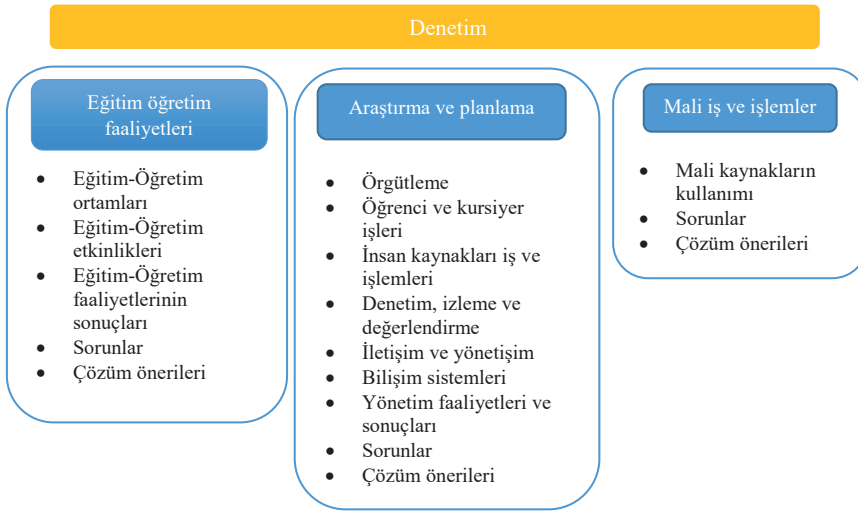 Denetim
Eğitim öğretim
faaliyetleri
• Eğitim-Öğretim
ortamları
• Eğitim-Öğretim
etkinlikleri
• Eğitim-Öğretim
faaliyetlerinin
sonuçları
• Sorunlar
• Çözüm önerileri
Araştırma ve planlama
• Örgütleme
• Öğrenci ve kursiyer
işleri
• İnsan kaynakları iş ve
işlemleri
• Denetim, izleme ve
değerlendirme
• İletişim ve yönetişim
• Bilişim sistemleri
• Yönetim faaliyetleri ve
sonuçları
• Sorunlar
• Çözüm önerileri
Mali iş ve işlemler
• Mali kaynakların
kullanımı
• Sorunlar
• Çözüm önerileri